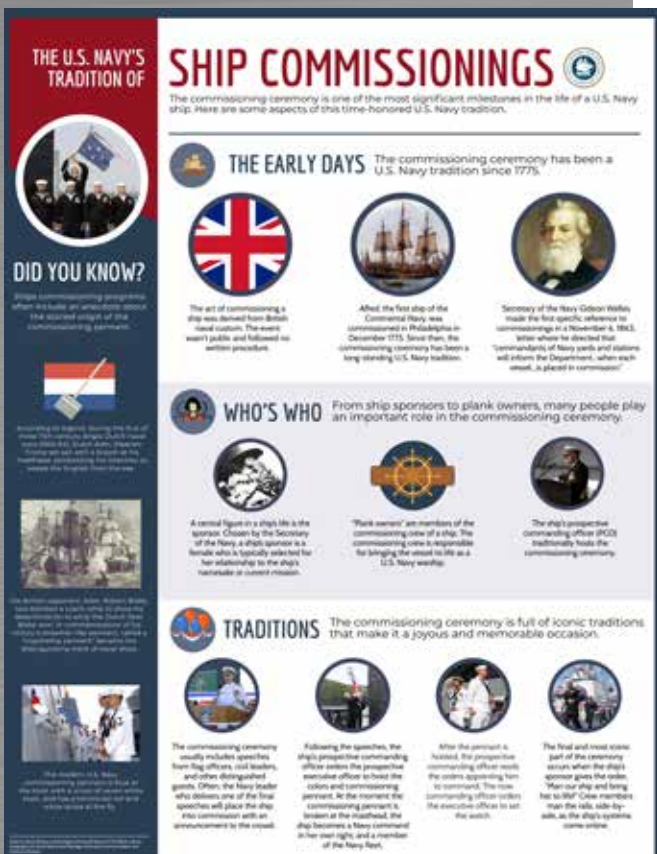 THE U.S. NAVY'S
TRADITION OF
SHIP COMMISSIONINGS
The commissioning ceremony is one of the most significant milestones in the life of a U.S. Navy
ship. Here are some aspects of this time-honored U.S. Navy tradition.
THE EARLY DAYS
The commissioning ceremony has been a
U.S. Navy tradition since 1775.
The act of commissioning a
ship was derived from British
naval custom. The event
wasn't public and followed no
written procedure.
Alfred, the first ship of the
Continental Navy, was
commissioned in Philadelphia in
December 1775. Since then, the
commissioning ceremony has been a
long-standing U.S. Navy tradition.
Secretary of the Navy Gideon Welles
made the first specific reference to
commissionings in a November 6, 1863,
letter where he directed that
"commandants of Navy yards and stations
will inform the Department, when each
vessel...is placed in commission"
DID YOU KNOW?
Ships commissioning programs
often include an anecdote about
the storied origin of the
commissioning pennant.
WHO'S WHO
From ship sponsors to plank owners, many people play
an important role in the commissioning ceremony.
A central figure in a ship's life is the
sponsor. Chosen by the Secretary
of the Navy, a ship's sponsor is a
female who is typically selected for
her relationship to the ship's
namesake or current mission.
"Plank owners" are members of the
commissioning crew of a ship. The
commissioning crew is responsible
for bringing the vessel to life as a
U.S. Navy warship.
The ship's prospective
commanding officer (PCO)
traditionally hosts the
commissioning ceremony.
TRADITIONS
The commissioning ceremony is full of iconic traditions
that make it a joyous and memorable occasion.
The commissioning ceremony
usually includes speeches
from flag officers, civil leaders,
and other distinguished
guests. Often, the Navy leader
who delivers one of the final
speeches will place the ship
into commission with an
announcement to the crowd.
Following the speeches, the
ship's prospective commanding
officer orders the prospective
executive officer to hoist the
colors and commissioning
pennant. At the moment the
commissioning pennant is
broken at the masthead, the
ship becomes a Navy command
in her own right, and a member
of the Navy fleet.
After the pennant is
hoisted, the prospective
commanding officer reads
the orders appointing him
to command. The now-
commanding officer orders
the executive officer to set
the watch.
The final and most iconic
part of the ceremony
occurs when the ship's
sponsor gives the order,
"Man our ship and bring
her to life!" Crew members
man the rails, side-by-
side, as the ship's systems
come online.